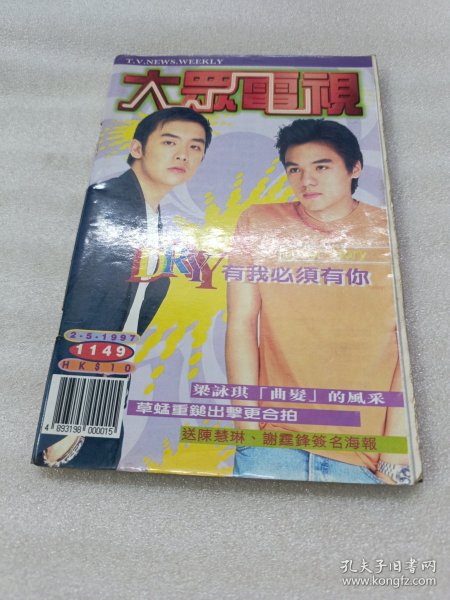 T.V.NEWS.WEEKLY
大眾電視
DRY
有我必須有你
2-5-1997
1149
HK$10
梁詠琪「曲髮」的風采
草蜢重鎚出擊更合拍
送陳慧琳、謝霆鋒簽名海報
4 893198 000015
孔夫子旧书网
www.kongfz.com